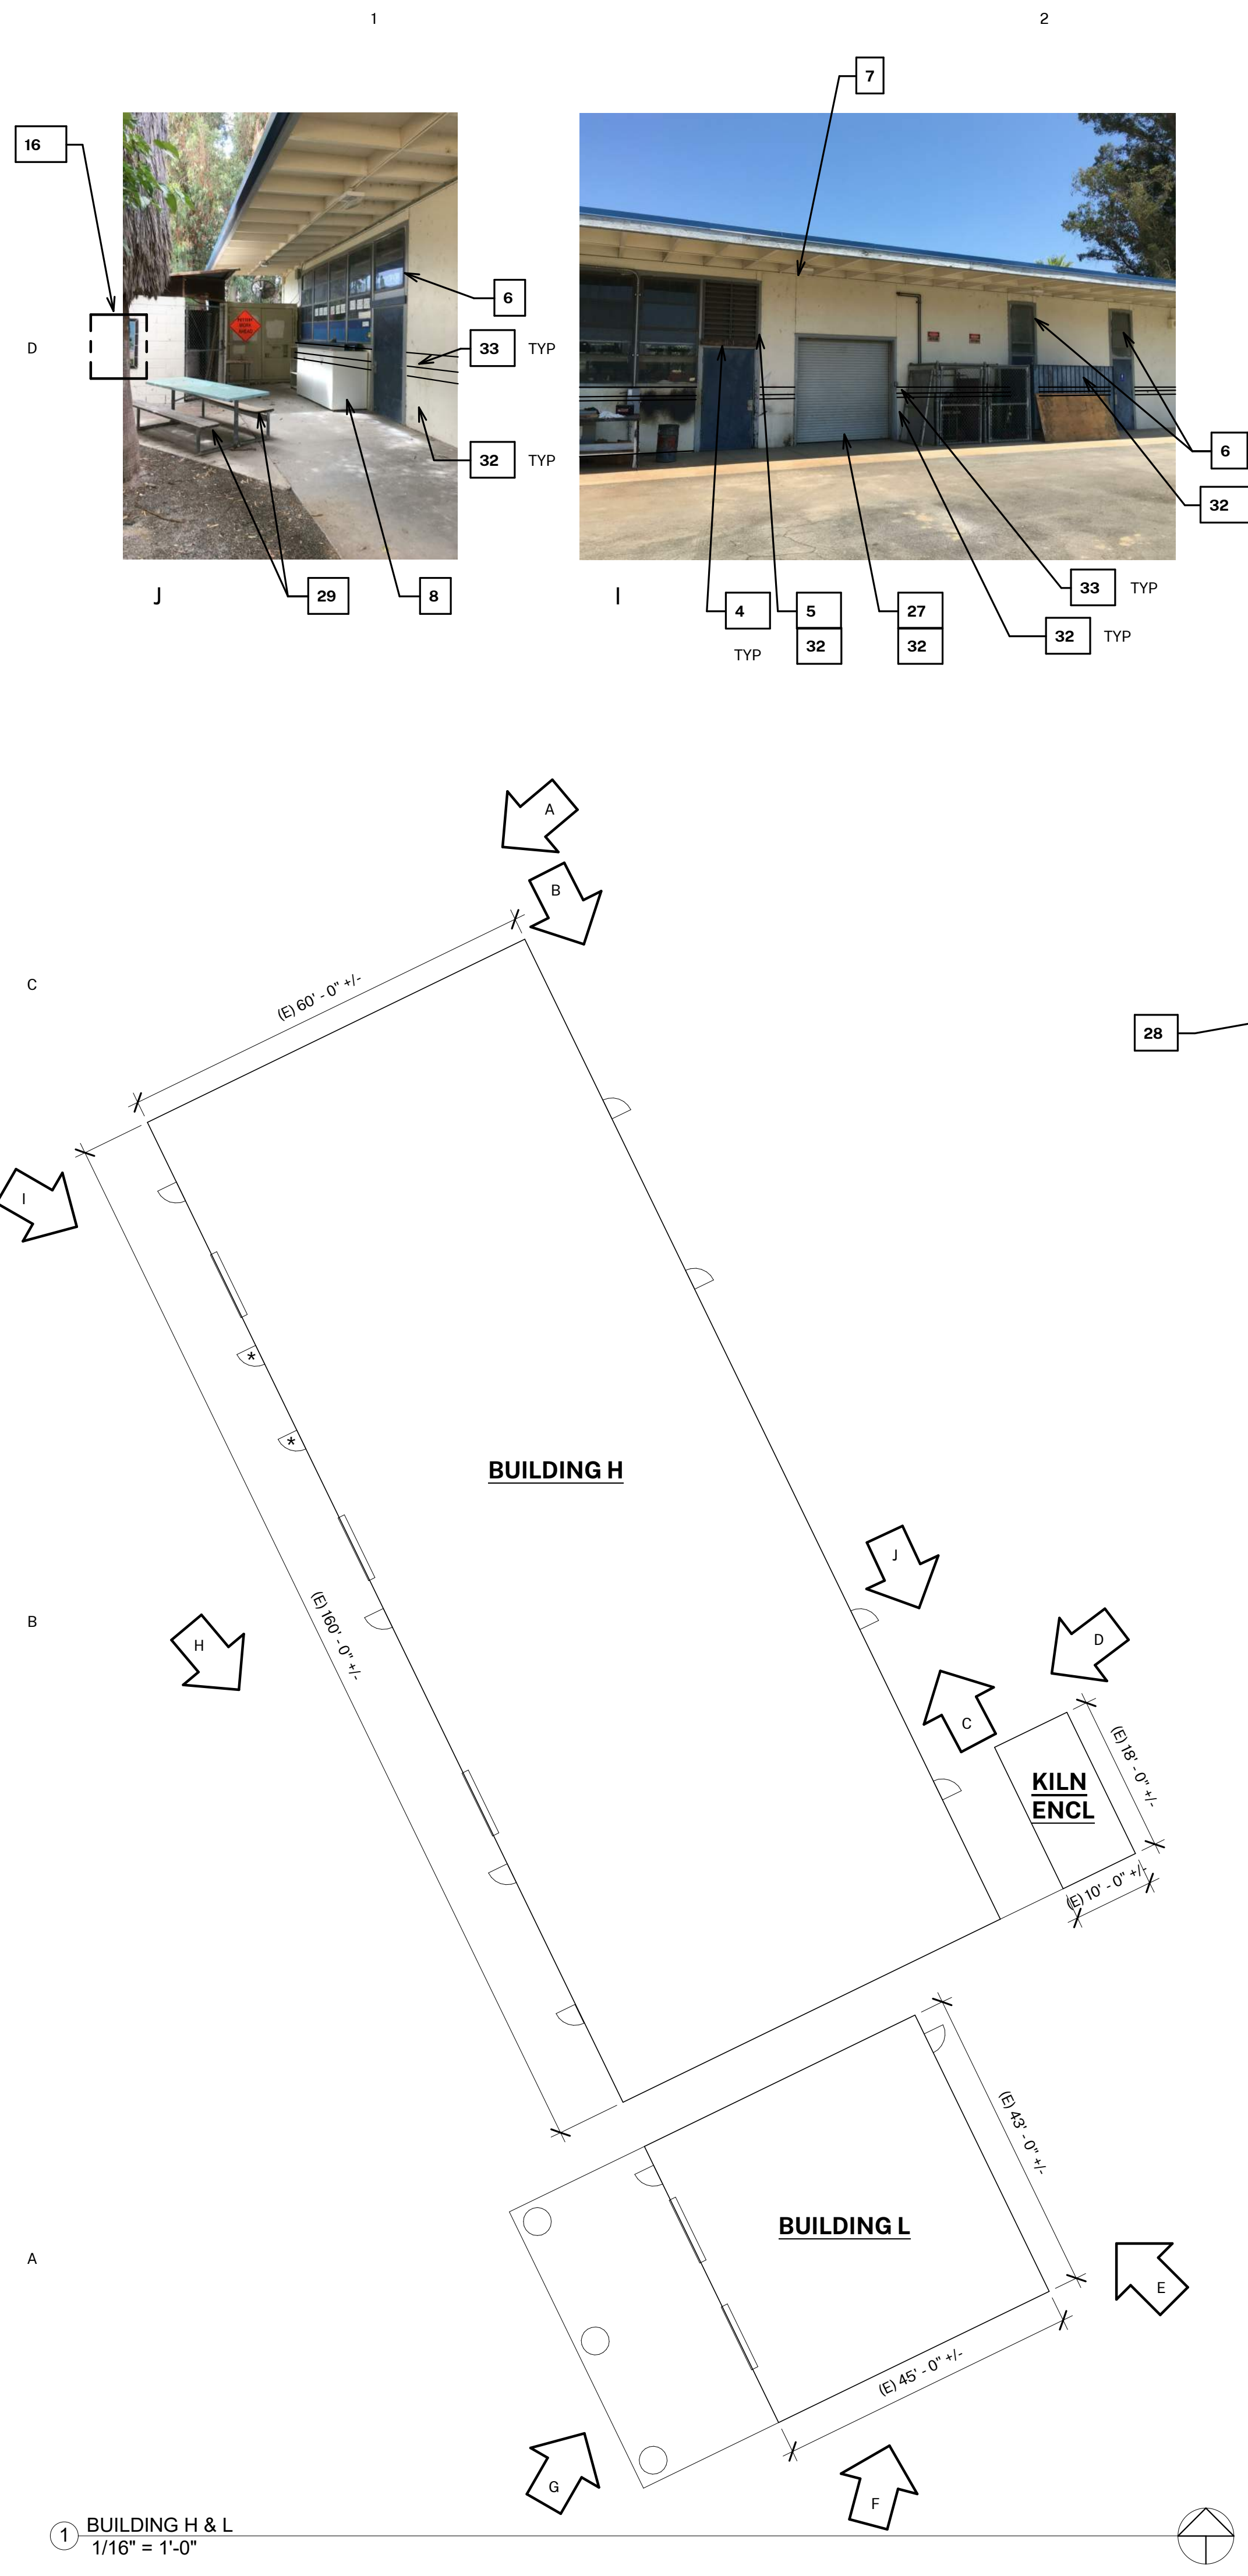 1
2
7
16
6
D
33 TYP
6
32 TYP
32
33 TYP
J
29
8
I
4
5
27
32 TYP
TYP
32
32
A
B
C
(E) 60' - 0" +/-
28
I
*
*
BUILDING H
J
(E) 160' - 0" +/-
B
H
D
C
(E) 18' - 0" +/-
KILN
ENCL
(E) 10' - 0" +/-
(E) 43' - 0" +/-
BUILDING L
A
E
(E) 45' - 0" +/-
G
F
1
BUILDING H & L
1/16" = 1'-0"